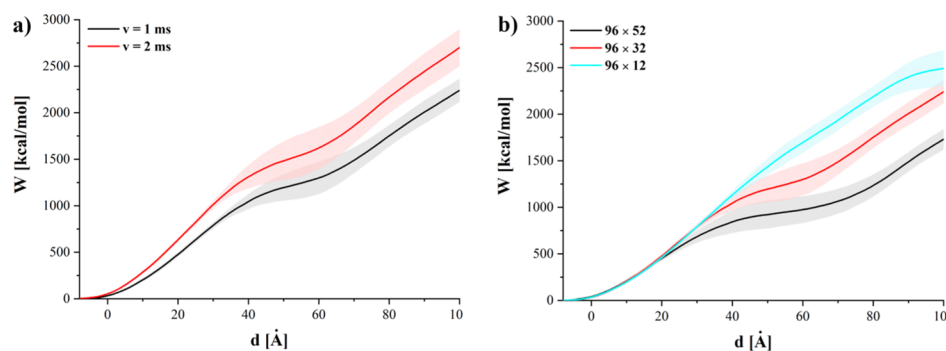 a)
v = 1 ms
v = 2 ms
3000
2500
2000
1500
1000
500
0
W [kcal/mol]
0 20 40 60 80 10
d [Å]
b)
96 × 52
96 × 32
96 × 12
3000
2500
2000
1500
1000
500
0
W [kcal/mol]
0 20 40 60 80 10
d [Å]